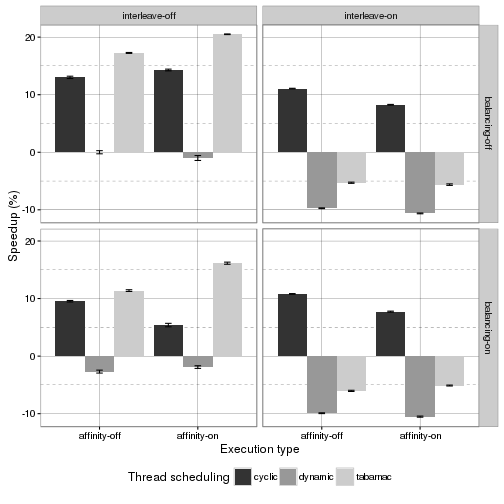 interleave-off
interleave-on
20
10
0
-10
balancing-off
20
10
0
-10
balancing-on
Speedup (%)
affinity-off
affinity-on
affinity-off
affinity-on
Execution type
Thread scheduling cyclic dynamic tabarnac